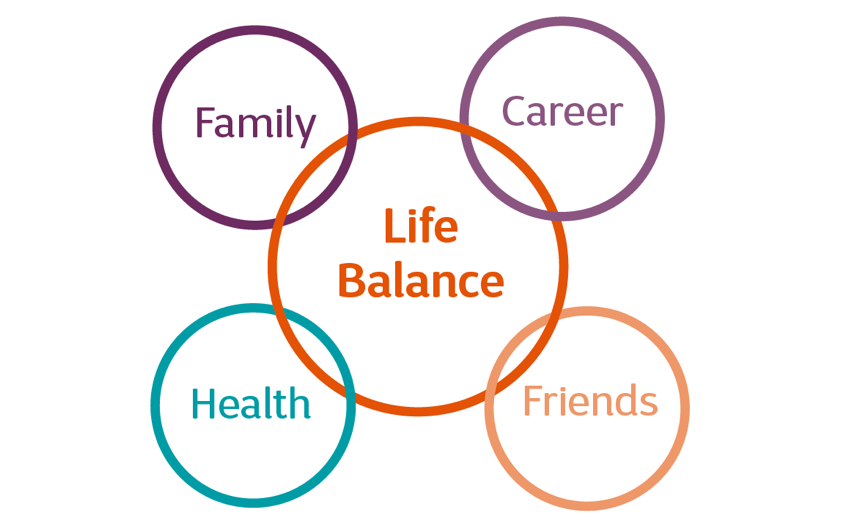 Family
Career
Life
Balance
Health
Friends